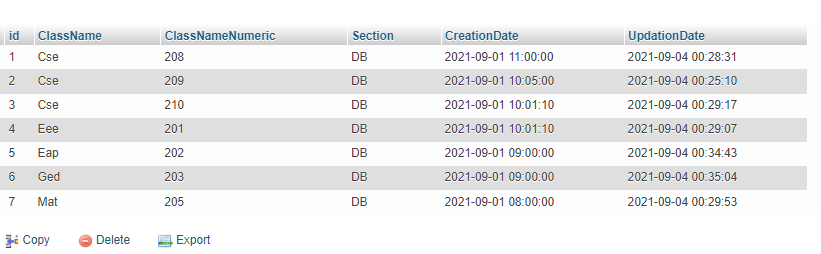 id ClassName ClassNameNumeric Section CreationDate UpdationDate
1 Cse 208 DB 2021-09-01 11:00:00 2021-09-04 00:28:31
2 Cse 209 DB 2021-09-01 10:05:00 2021-09-04 00:25:10
3 Cse 210 DB 2021-09-01 10:01:10 2021-09-04 00:29:17
4 Eee 201 DB 2021-09-01 10:01:10 2021-09-04 00:29:07
5 Eap 202 DB 2021-09-01 09:00:00 2021-09-04 00:34:43
6 Ged 203 DB 2021-09-01 09:00:00 2021-09-04 00:35:04
7 Mat 205 DB 2021-09-01 08:00:00 2021-09-04 00:29:53
Copy Delete Export